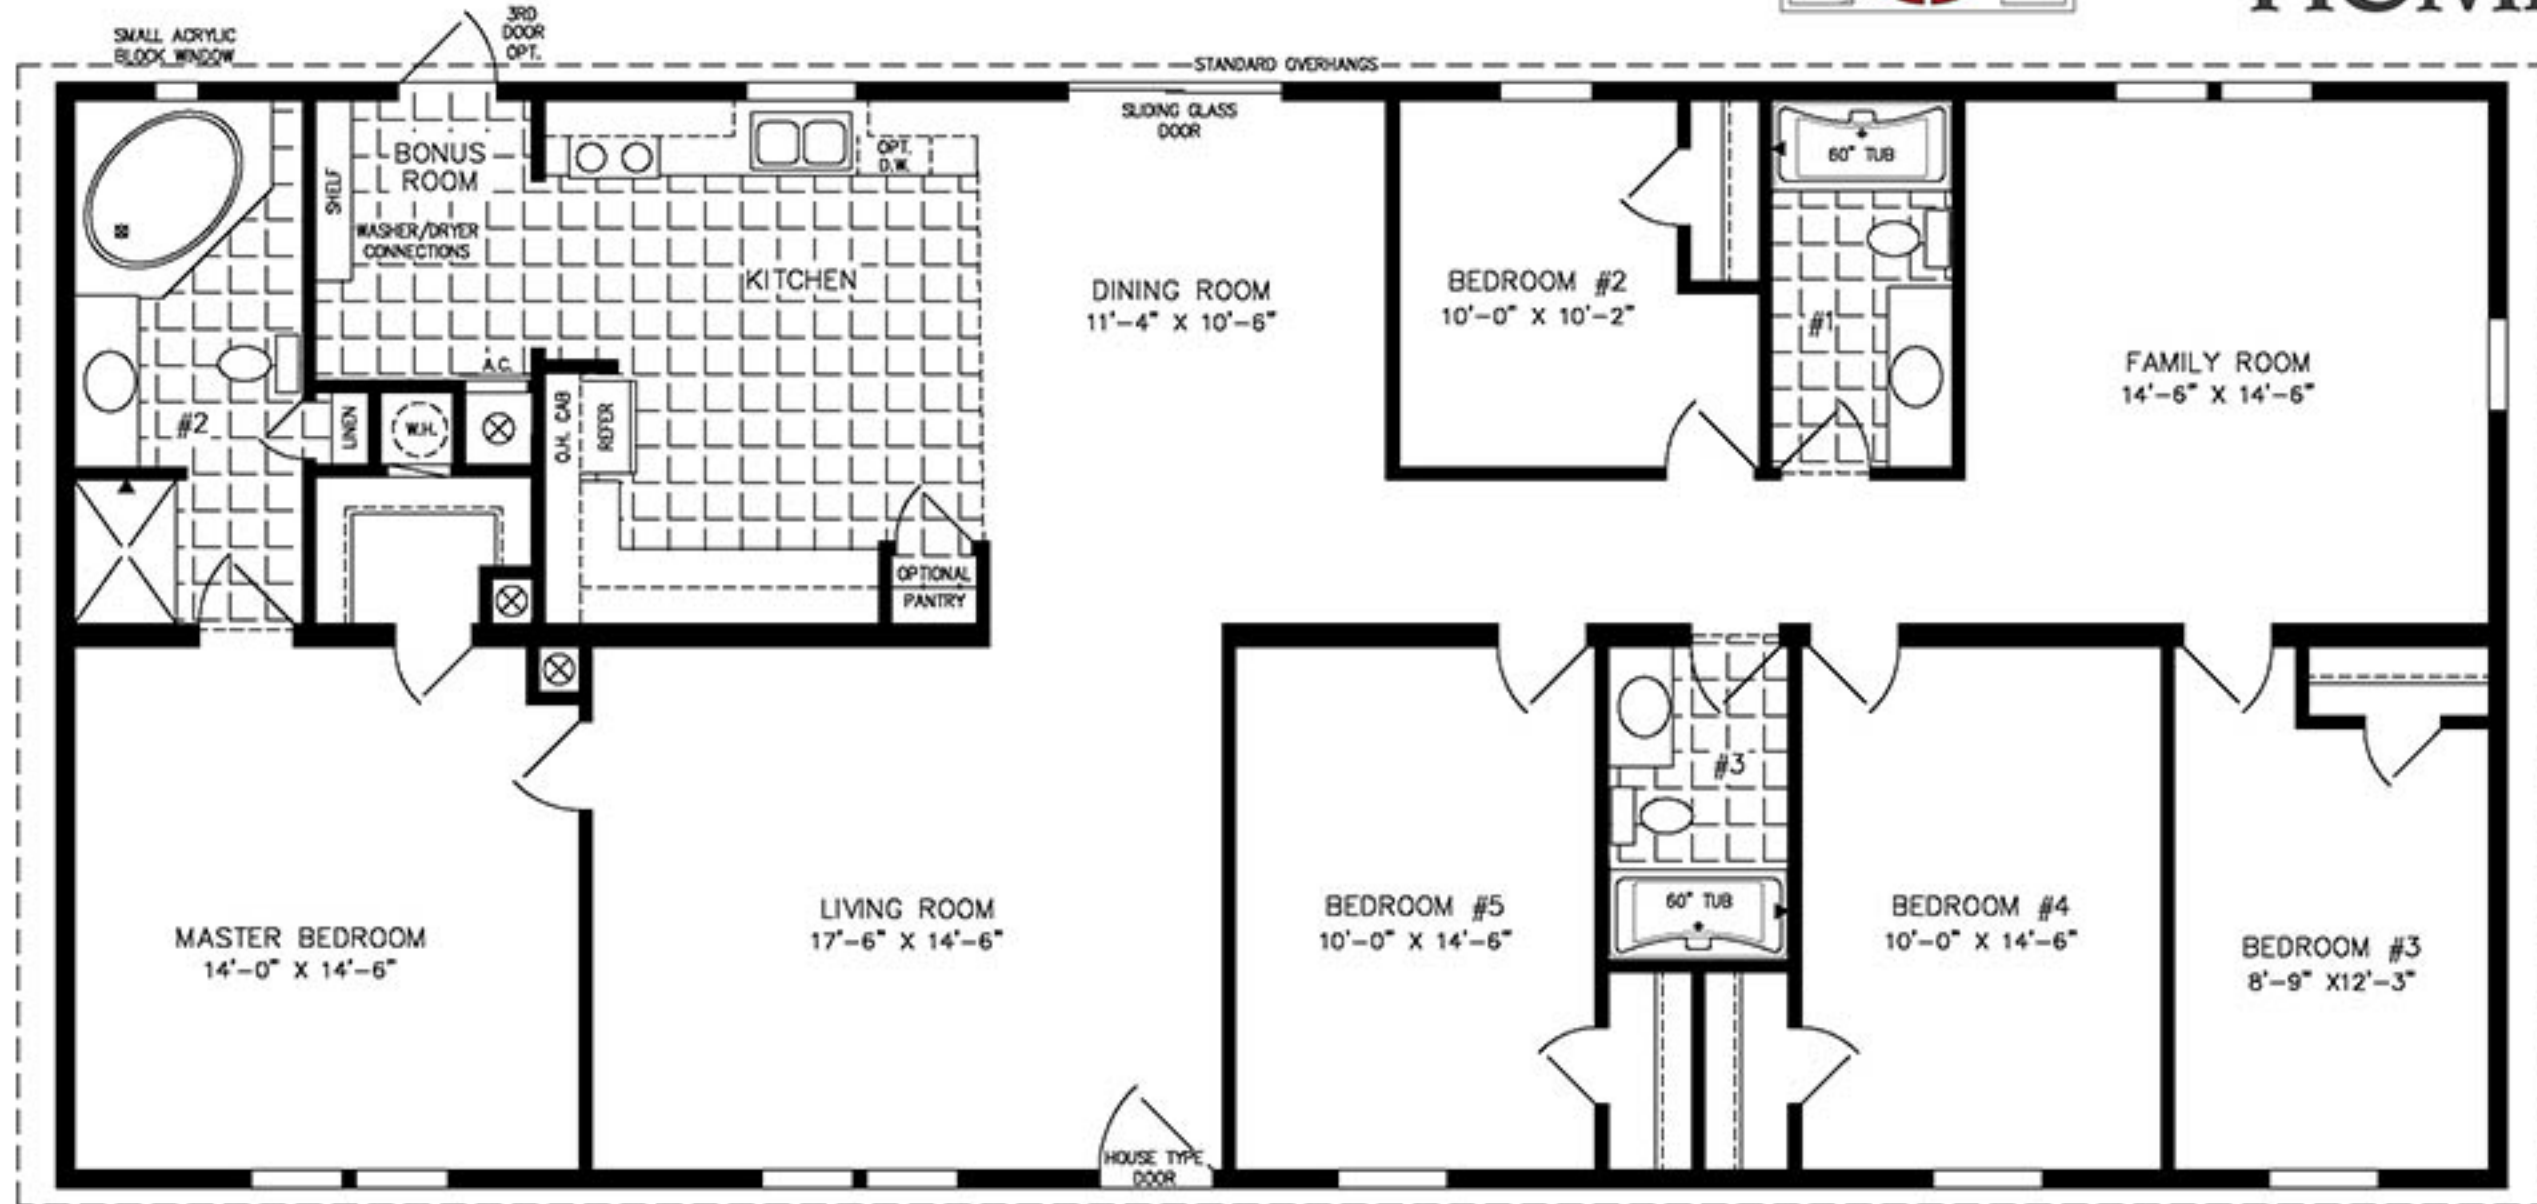 HOM
SMALL ACRYLIC
BLOCK WINDOW
3RD
DOOR
OPT.
STANDARD OVERHANGS
SLIDING GLASS
DOOR
BONUS
ROOM
SHELF
WASHER/DRYER
CONNECTIONS
OPT.
D.W.
KITCHEN
DINING ROOM
11'-4" X 10'-6"
BEDROOM #2
10'-0" X 10'-2"
60" TUB
#1
FAMILY ROOM
14'-6" X 14'-6"
A.C.
#2
LINEN
W.H.
O.H. CAB
REFER
OPTIONAL
PANTRY
MASTER BEDROOM
14'-0" X 14'-6"
LIVING ROOM
17'-6" X 14'-6"
BEDROOM #5
10'-0" X 14'-6"
#3
60" TUB
BEDROOM #4
10'-0" X 14'-6"
BEDROOM #3
8'-9" X12'-3"
HOUSE TYPE
DOOR